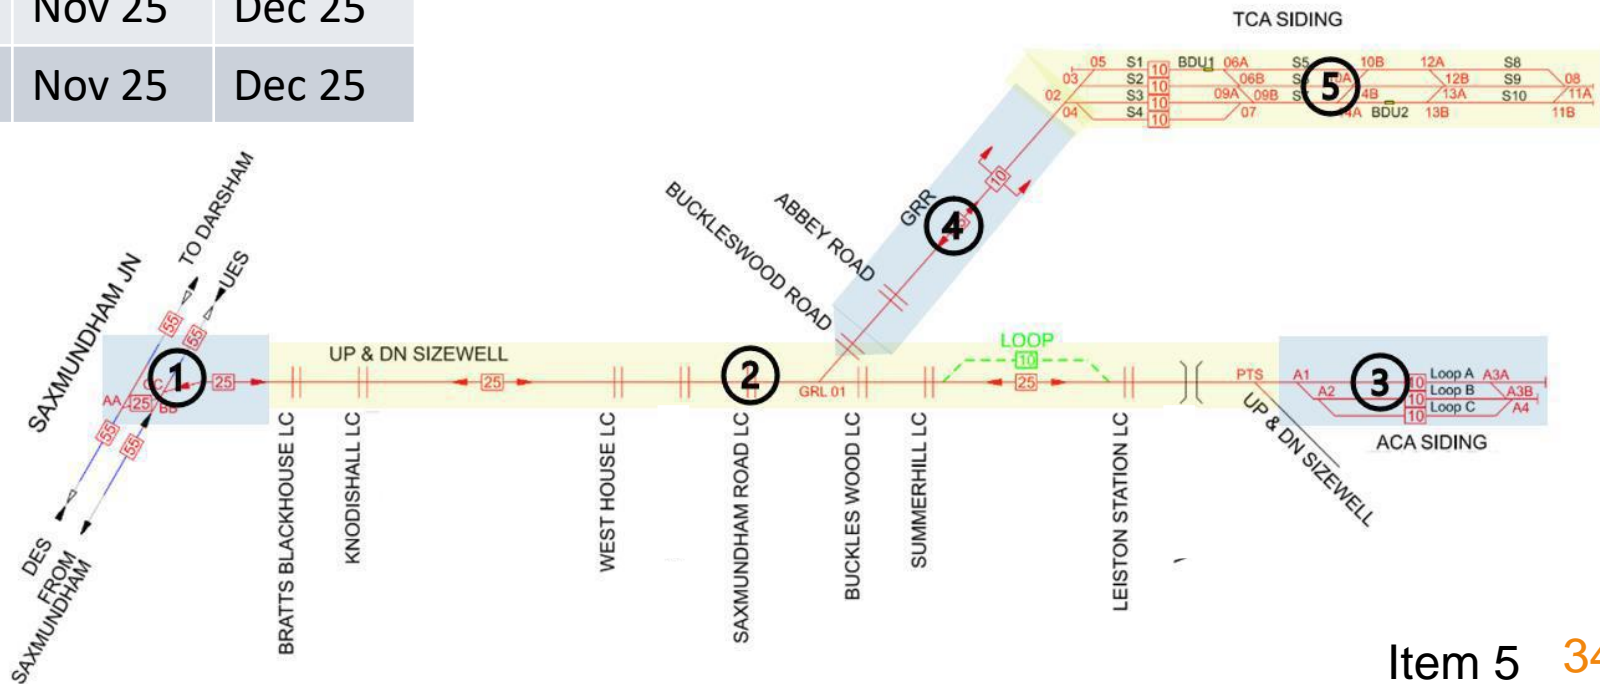 Nov 25 Dec 25
Nov 25 Dec 25
TCA SIDING
05 S1 10 BDU1 06A S5 10B 12A S8
03 S2 10 06B 10A 12B S9 08
02 S3 10 09A 09B 4B 13A S10 11A
04 S4 10 07 14A BDU2 13B 11B
5
10
GRR
4
ABBEY ROAD
BUCKLESWOOD ROAD
TO DARSHAM
UES
SAXMUNDHAM JN
55
55
CC
1
25
AA
25
BB
55
55
DES
FROM
SAXMUNDHAM
UP & DN SIZEWELL
25
2
GRL 01
LOOP
10
25
PTS
UP & DN SIZEWELL
A1
A2
3
10 Loop A A3A
10 Loop B A3B
10 Loop C A4
ACA SIDING
BRATTS BLACKHOUSE LC
KNODISHALL LC
WEST HOUSE LC
SAXMUNDHAM ROAD LC
BUCKLES WOOD LC
SUMMERHILL LC
LEISTON STATION LC
Item 5 34